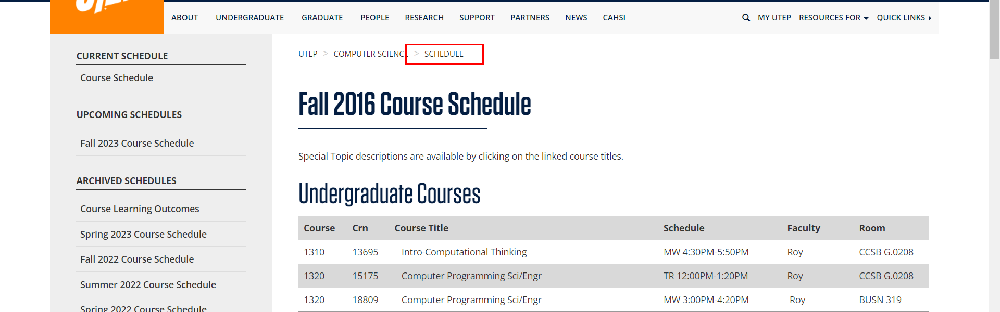 ABOUT UNDERGRADUATE GRADUATE PEOPLE RESEARCH SUPPORT PARTNERS NEWS CAHSI MY UTEP RESOURCES FOR QUICK LINKS
CURRENT SCHEDULE
Course Schedule
UPCOMING SCHEDULES
Fall 2023 Course Schedule
ARCHIVED SCHEDULES
Course Learning Outcomes
Spring 2023 Course Schedule
Fall 2022 Course Schedule
Summer 2022 Course Schedule
Spring 2022 Course Schedule
UTEP > COMPUTER SCIENCE > SCHEDULE
Fall 2016 Course Schedule
Special Topic descriptions are available by clicking on the linked course titles.
Undergraduate Courses
Course Crn Course Title Schedule Faculty Room
1310 13695 Intro-Computational Thinking MW 4:30PM-5:50PM Roy CCSB G.0208
1320 15175 Computer Programming Sci/Engr TR 12:00PM-1:20PM Roy CCSB G.0208
1320 18809 Computer Programming Sci/Engr MW 3:00PM-4:20PM Roy BUSN 319